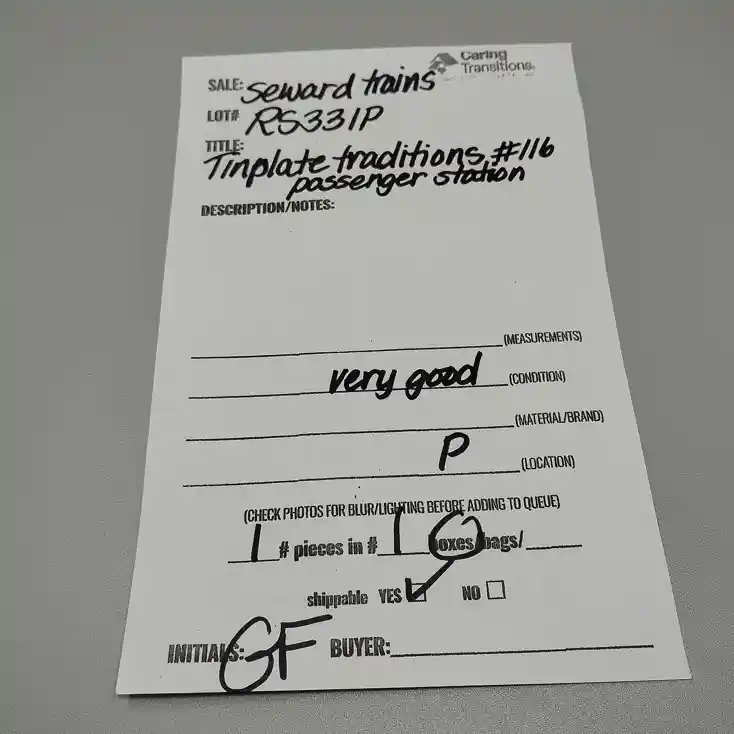 Caring
Transitions
SALE: Seward trains
LOT# RS331P
TITLE:
Tinplate traditions, #116
passenger station
DESCRIPTION/NOTES:
(MEASUREMENTS)
very good (CONDITION)
(MATERIAL/BRAND)
P (LOCATION)
(CHECK PHOTOS FOR BLUR/LIGHTING BEFORE ADDING TO QUEUE)
1 # pieces in # 1 boxes/bags/
shippable YES NO
INITIALS: GF BUYER: